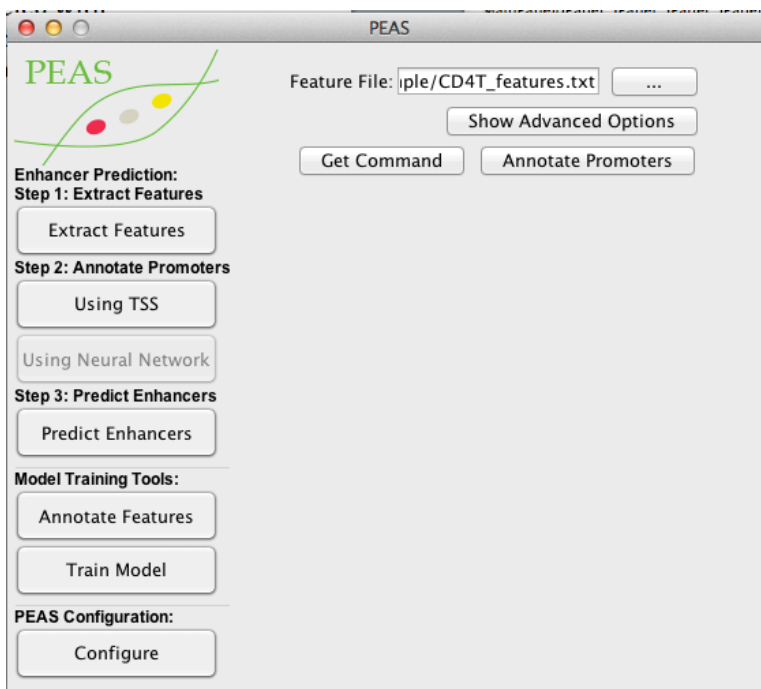 PEAS
PEAS
Feature File: ple/CD4T_features.txt ...
Show Advanced Options
Get Command Annotate Promoters
Enhancer Prediction:
Step 1: Extract Features
Extract Features
Step 2: Annotate Promoters
Using TSS
Using Neural Network
Step 3: Predict Enhancers
Predict Enhancers
Model Training Tools:
Annotate Features
Train Model
PEAS Configuration:
Configure